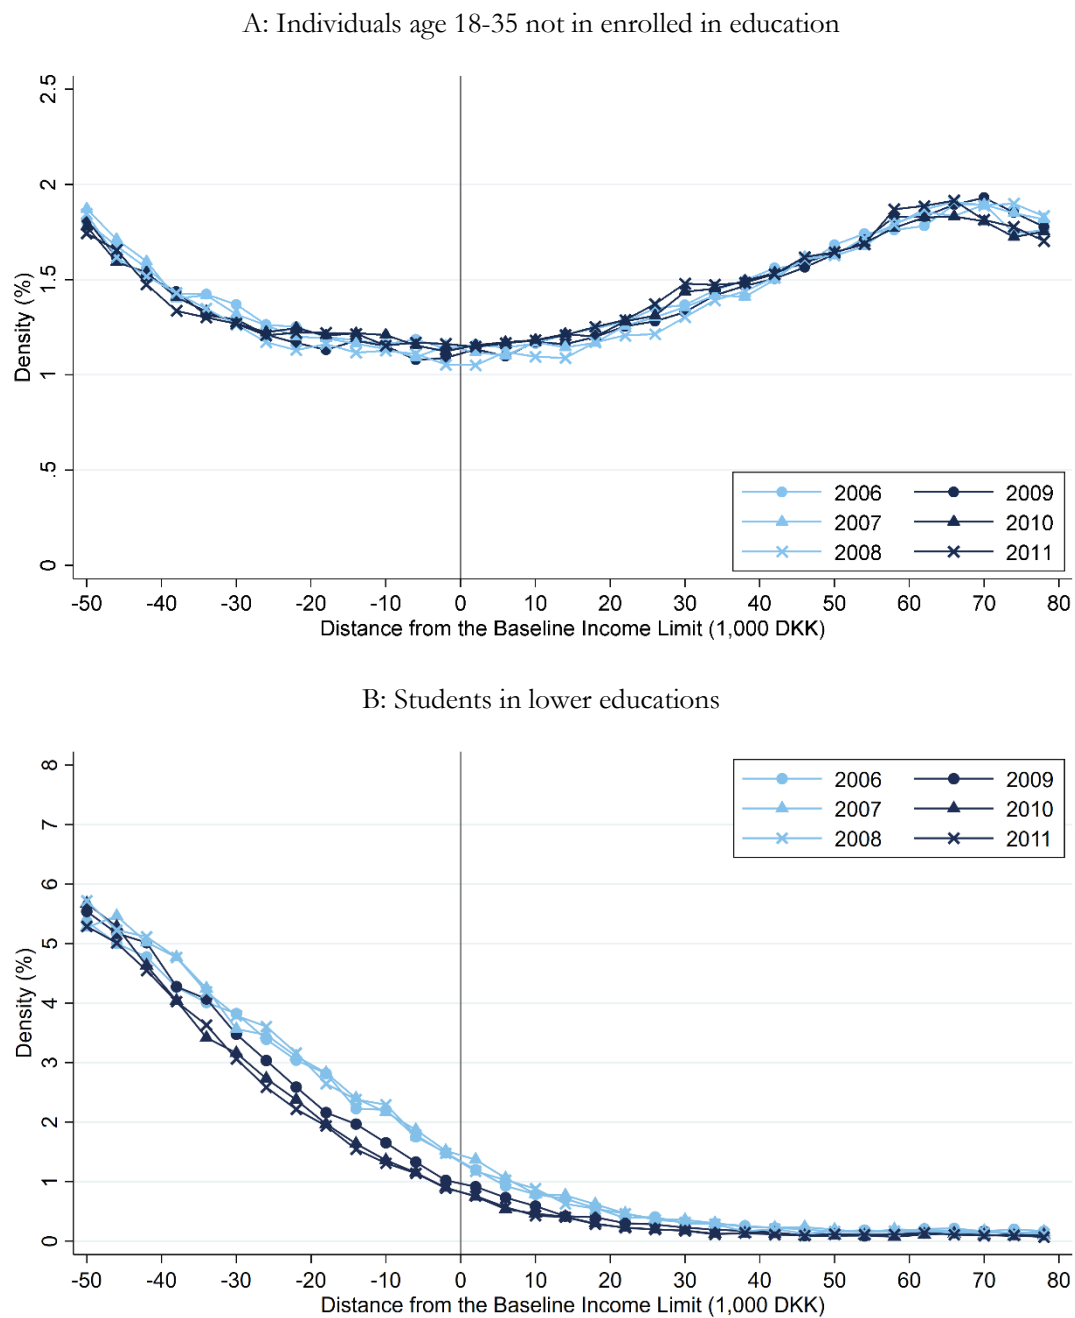 A: Individuals age 18-35 not in enrolled in education
2.5
2
1.5
1
.5
0
Density (%)
2006 2009
2007 2010
2008 2011
-50 -40 -30 -20 -10 0 10 20 30 40 50 60 70 80
Distance from the Baseline Income Limit (1,000 DKK)
B: Students in lower educations
8
7
6
5
4
3
2
1
0
Density (%)
2006 2009
2007 2010
2008 2011
-50 -40 -30 -20 -10 0 10 20 30 40 50 60 70 80
Distance from the Baseline Income Limit (1,000 DKK)